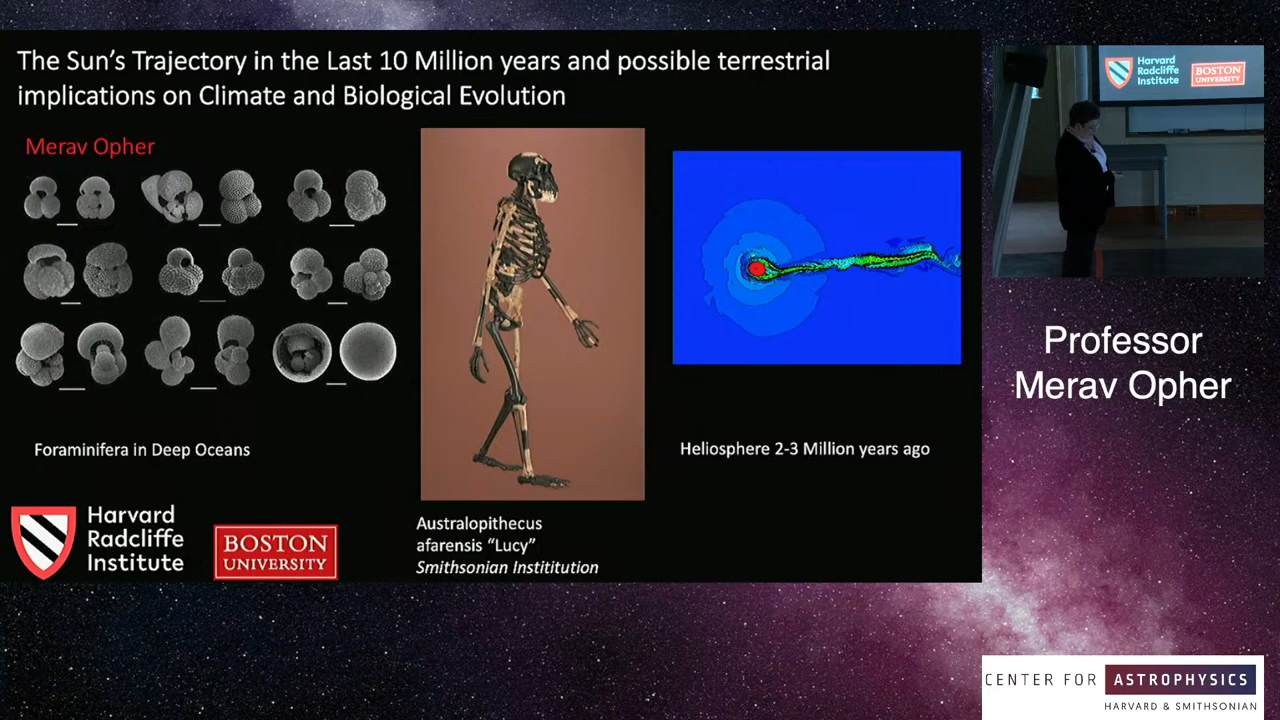 The Sun's Trajectory in the Last 10 Million years and possible terrestrial
implications on Climate and Biological Evolution
Merav Opher
Foraminifera in Deep Oceans
Harvard
Radcliffe
Institute
BOSTON
UNIVERSITY
Australopithecus
afarensis “Lucy”
Smithsonian Instititution
Heliosphere 2-3 Million years ago
Harvard
Radcliffe
Institute
BOSTON
UNIVERSITY
Professor
Merav Opher
CENTER FOR ASTROPHYSICS
HARVARD & SMITHSONIAN